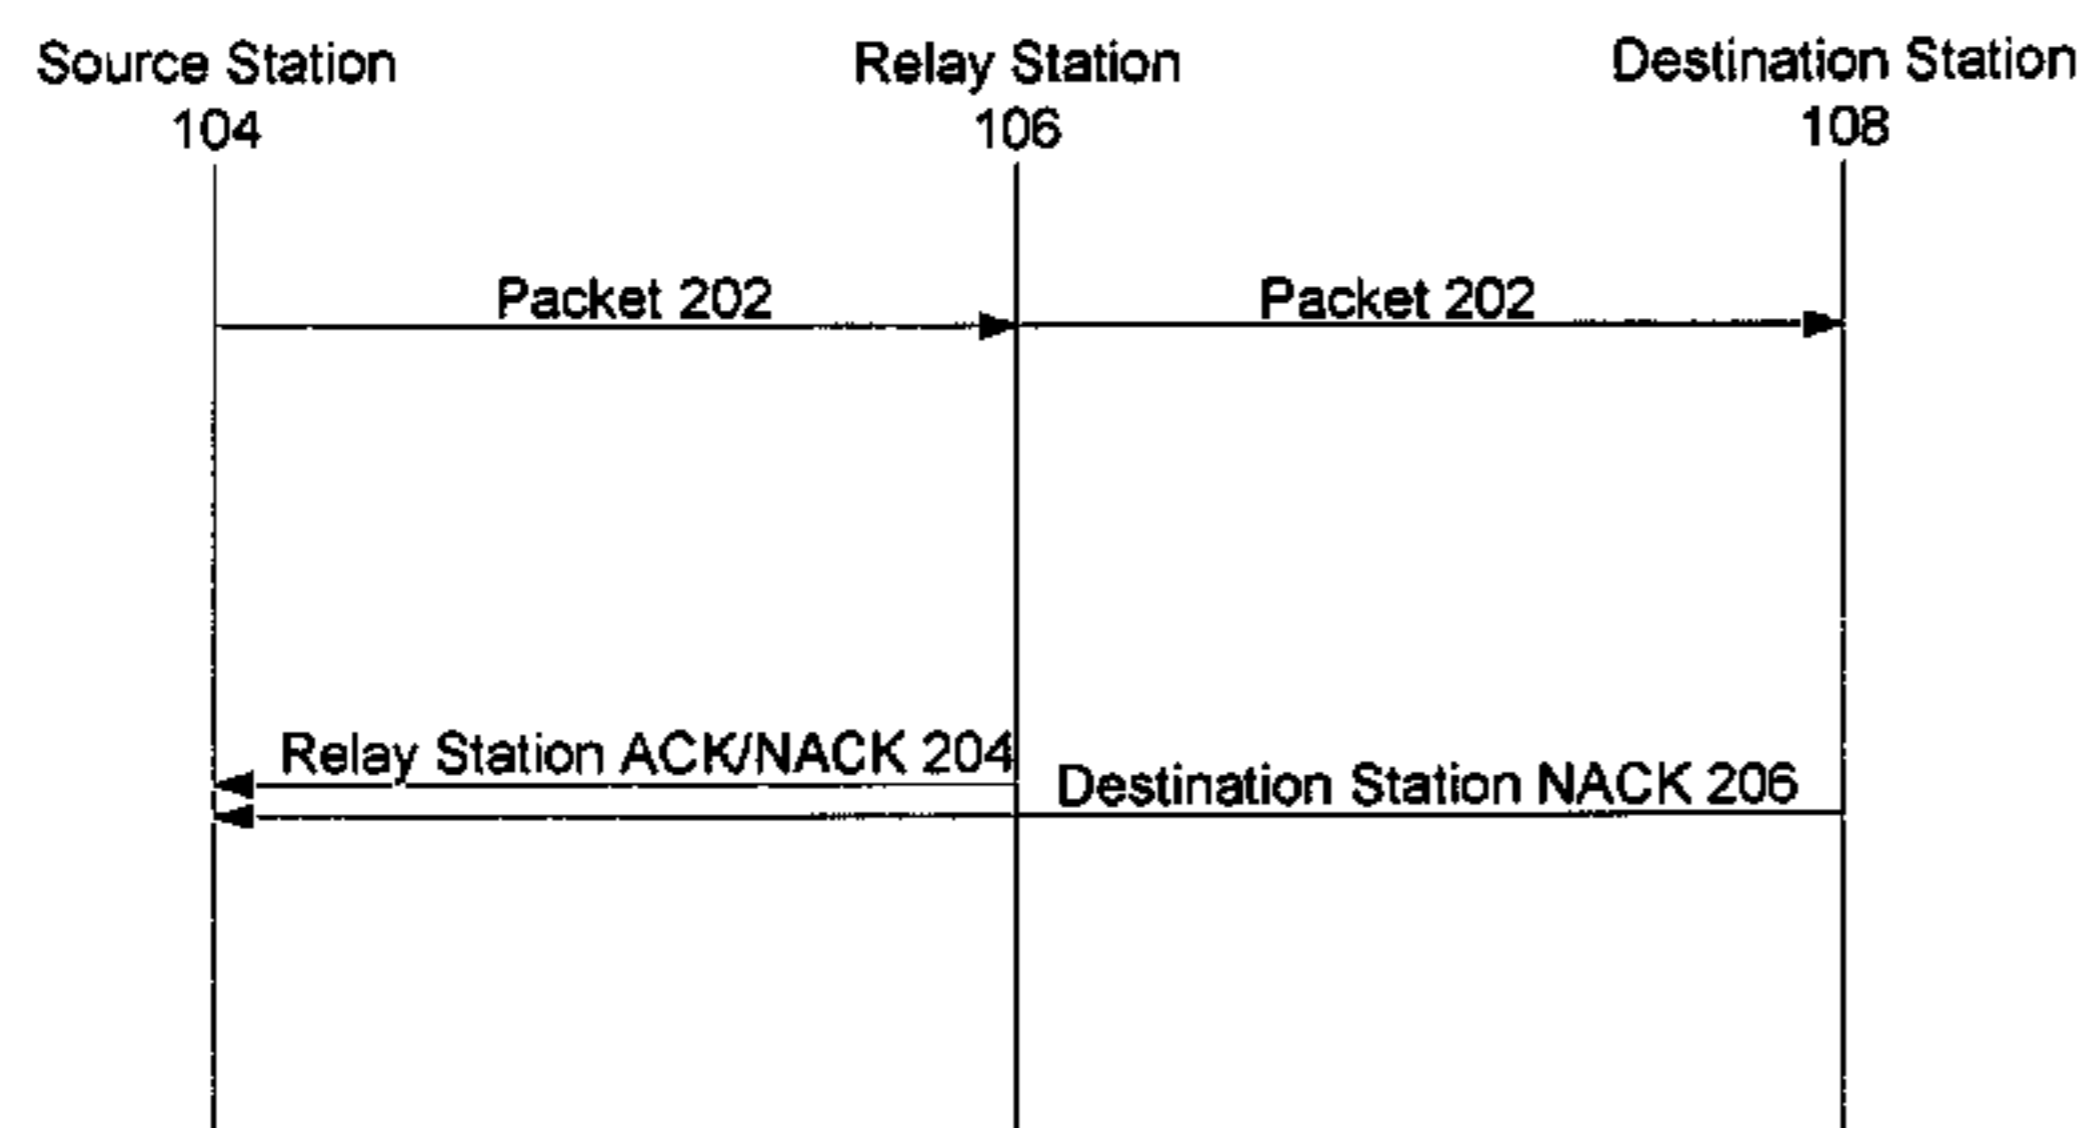 Source Station
104
Relay Station
106
Destination Station
108
Packet 202
Packet 202
Relay Station ACK/NACK 204
Destination Station NACK 206